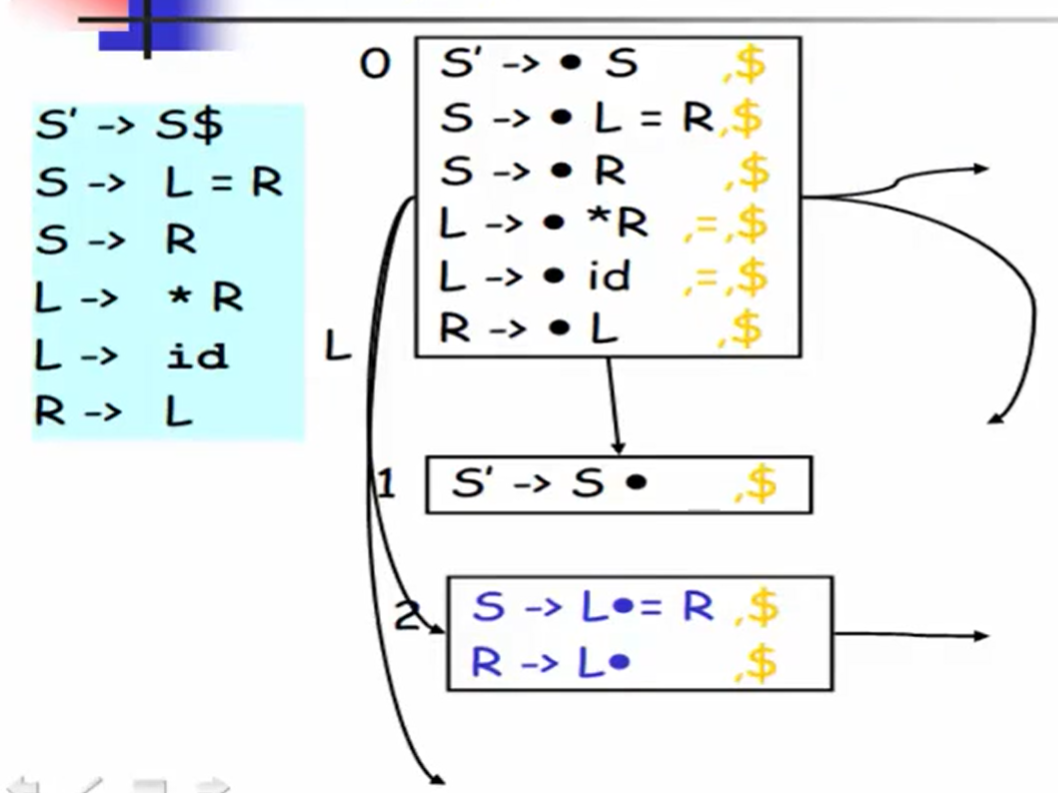 S' -> S$
S -> L = R
S -> R
L -> * R
L -> id
R -> L
0
S' -> • S ,$
S -> • L = R ,$
S -> • R ,$
L -> • *R ,=,$
L -> • id ,=,$
R -> • L ,$
L
1
S' -> S • ,$
2
S -> L•= R ,$
R -> L• ,$